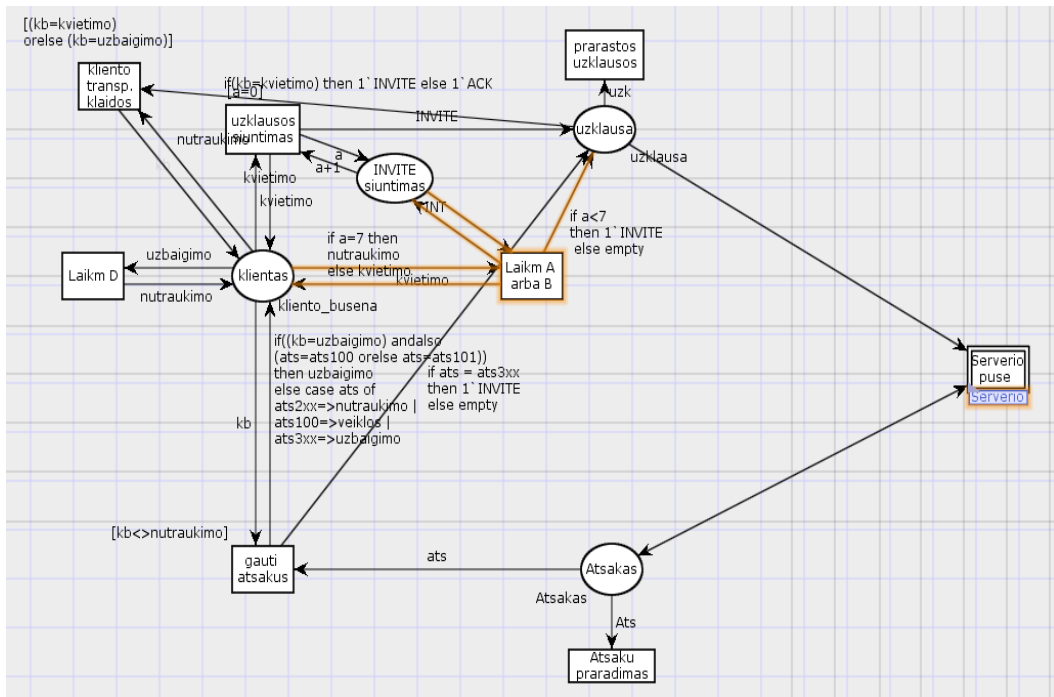 [(kb=kvietimo)
orelse (kb=uzbaigimo)]
kliento
transp.
klaidos
if(kb=kvietimo) then 1`INVITE else 1`ACK
[a=0]
prarastos
uzklausos
uzk
uzklausos
siuntimas
INVITE
uzklausa
nutraukimo
a
a+1
kvietimo
kvietimo
INVITE
siuntimas
INT
uzklausa
if a<7
then 1`INVITE
else empty
Laikm D
uzbaigimo
nutraukimo
klientas
if a=7 then
nutraukimo
else kvietimo
kvietimo
Laikm A
arba B
kliento_busena
if((kb=uzbaigimo) andalso
(ats=ats100 orelse ats=ats101))
then uzbaigimo
else case ats of
ats2xx=>nutraukimo |
ats100=>veiklos |
ats3xx=>uzbaigimo
if ats = ats3xx
then 1`INVITE
else empty
kb
Serverio
puse
Serverio
[kb<>nutraukimo]
gauti
atsakus
ats
Atsakas
Atsakas
Ats
Atsaku
praradimas